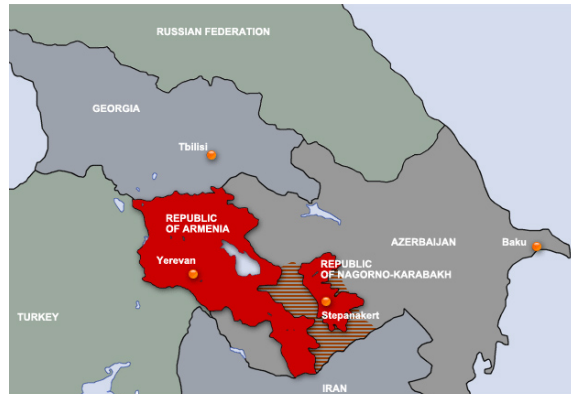 RUSSIAN FEDERATION
GEORGIA
Tbilisi
REPUBLIC
OF ARMENIA
AZERBAIJAN
Baku
Yerevan
REPUBLIC
OF NAGORNO-KARABAKH
Stepanakert
TURKEY
IRAN